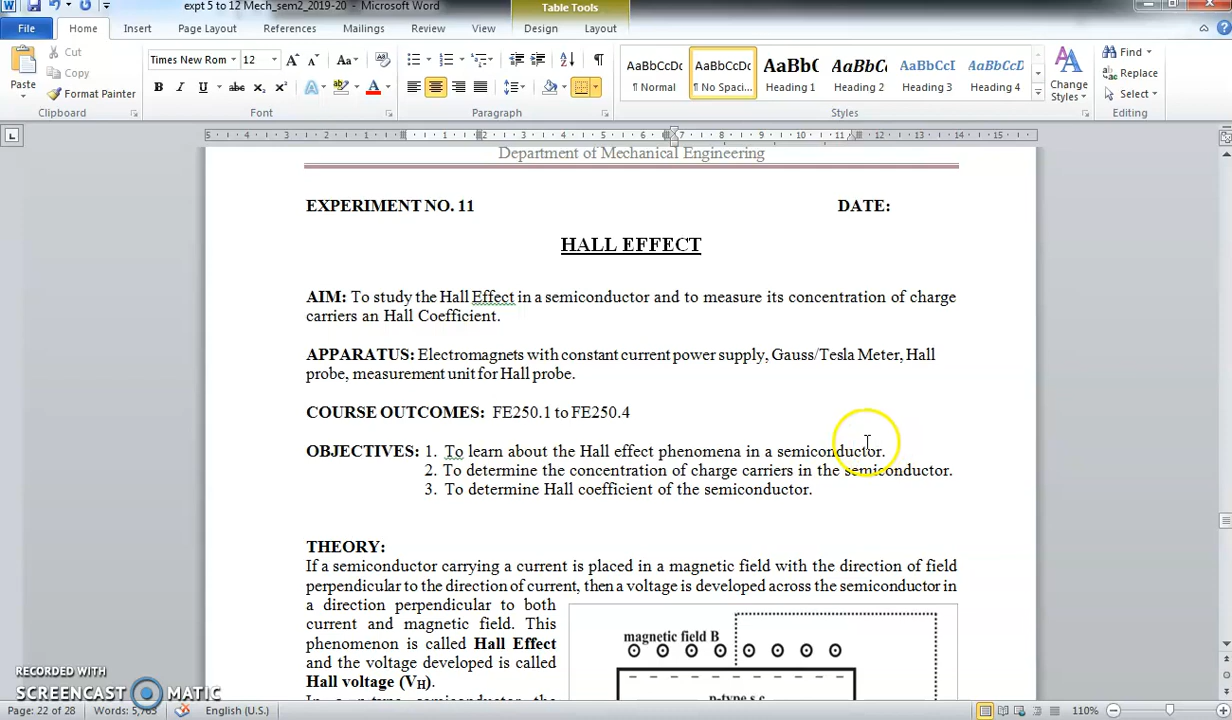 expt 5 to 12 Mech_sem2_2019-20 - Microsoft Word
Table Tools
File Home Insert Page Layout References Mailings Review View Design Layout
Paste
Cut
Copy
Format Painter
Clipboard
Times New Rom 12
Font
Paragraph
AaBbCcDc AaBbCcDc AaBbC AaBbCc AaBbCcDd AaBbCcD
¶ Normal ¶ No Spaci... Heading 1 Heading 2 Heading 3 Heading 4
Styles
Change Styles
Find
Replace
Select
Editing
Department of Mechanical Engineering
EXPERIMENT NO. 11 DATE:
HALL EFFECT
AIM: To study the Hall Effect in a semiconductor and to measure its concentration of charge
carriers an Hall Coefficient.
APPARATUS: Electromagnets with constant current power supply, Gauss/Tesla Meter, Hall
probe, measurement unit for Hall probe.
COURSE OUTCOMES: FE250.1 to FE250.4
OBJECTIVES: 1. To learn about the Hall effect phenomena in a semiconductor.
2. To determine the concentration of charge carriers in the semiconductor.
3. To determine Hall coefficient of the semiconductor.
THEORY:
If a semiconductor carrying a current is placed in a magnetic field with the direction of field
perpendicular to the direction of current, then a voltage is developed across the semiconductor in
a direction perpendicular to both
current and magnetic field. This
phenomenon is called Hall Effect
and the voltage developed is called
Hall voltage (VH).
magnetic field B
p-type s.c
RECORDED WITH
SCREENCAST MATIC
Page: 22 of 28 Words: 5,763 English (U.S.) 110%